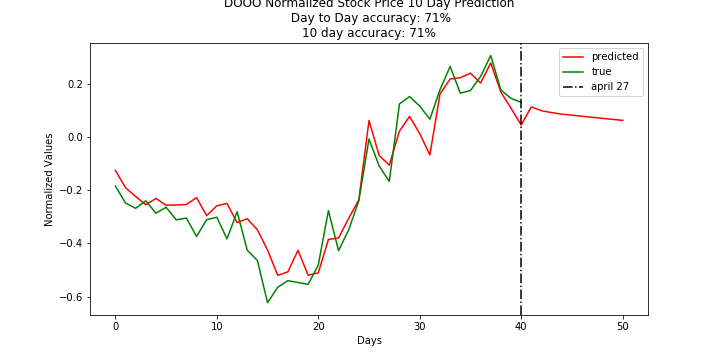 DOOO Normalized Stock Price 10 Day Prediction
Day to Day accuracy: 71%
10 day accuracy: 71%
predicted
true
april 27
Normalized Values
0.2
0.0
−0.2
−0.4
−0.6
0
10
20
30
40
50
Days